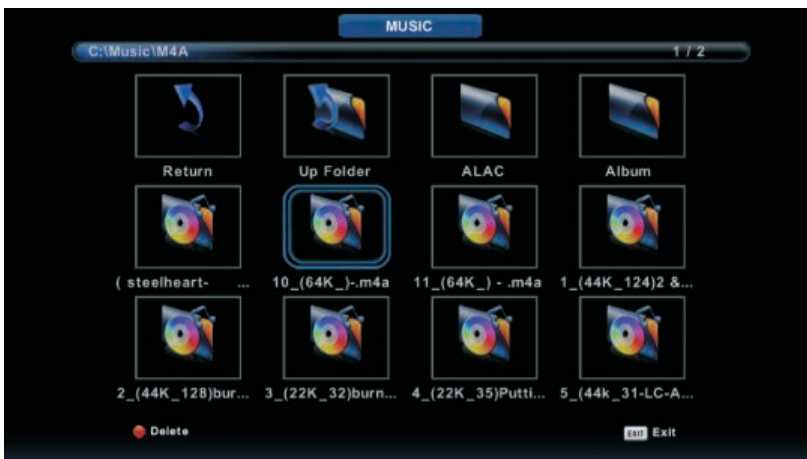 MUSIC
C:\Music\M4A 1 / 2
Return Up Folder ALAC Album
( steelheart- ... 10_(64K_)-.m4a 11_(64K_) - .m4a 1_(44K_124)2 &...
2_(44K_128)bur... 3_(22K_32)burn... 4_(22K_35)Putti... 5_(44k_31-LC-A...
Delete EXIT Exit